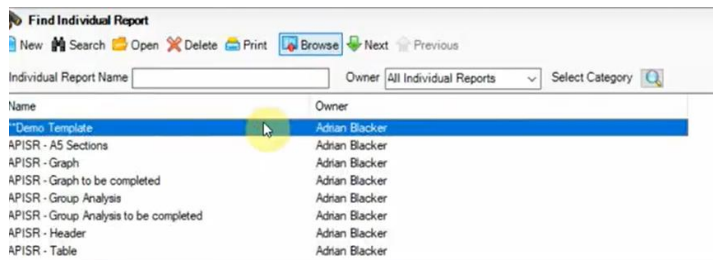 Find Individual Report
New Search Open Delete Print Browse Next Previous
Individual Report Name Owner All Individual Reports Select Category
Name Owner
**Demo Template Adrian Blacker
APISR - A5 Sections Adrian Blacker
APISR - Graph Adrian Blacker
APISR - Graph to be completed Adrian Blacker
APISR - Group Analysis Adrian Blacker
APISR - Group Analysis to be completed Adrian Blacker
APISR - Header Adrian Blacker
APISR - Table Adrian Blacker